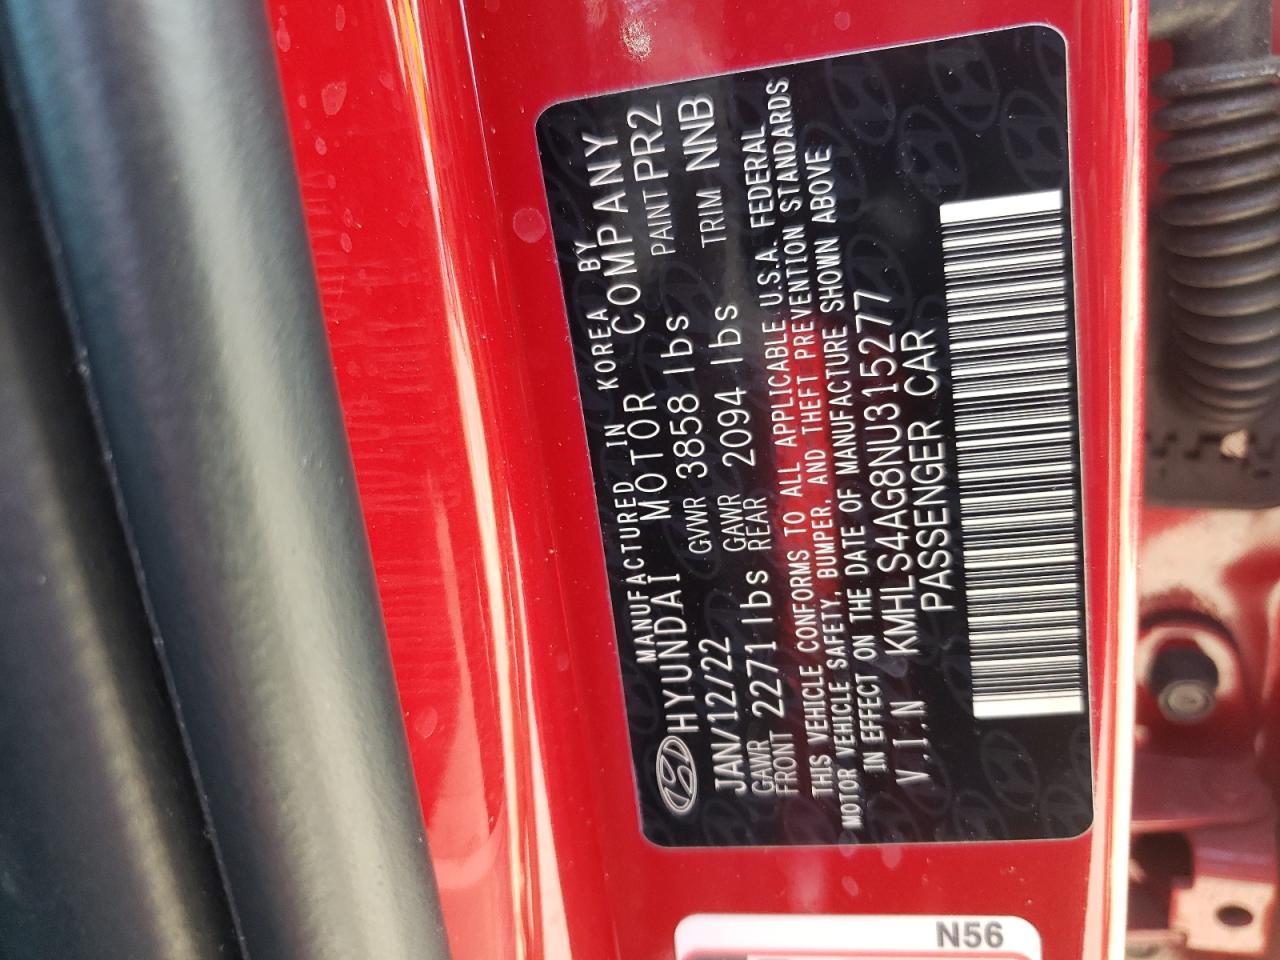 MANUFACTURED IN KOREA BY
HYUNDAI MOTOR COMPANY
JAN/12/22 GVWR 3858 lbs PAINT PR2
GAWR FRONT 2271 lbs GAWR REAR 2094 lbs TRIM NNB
THIS VEHICLE CONFORMS TO ALL APPLICABLE U.S.A. FEDERAL
MOTOR VEHICLE SAFETY, BUMPER, AND THEFT PREVENTION STANDARDS
IN EFFECT ON THE DATE OF MANUFACTURE SHOWN ABOVE
V.I.N KMHLS4AG8NU315277
PASSENGER CAR
N56